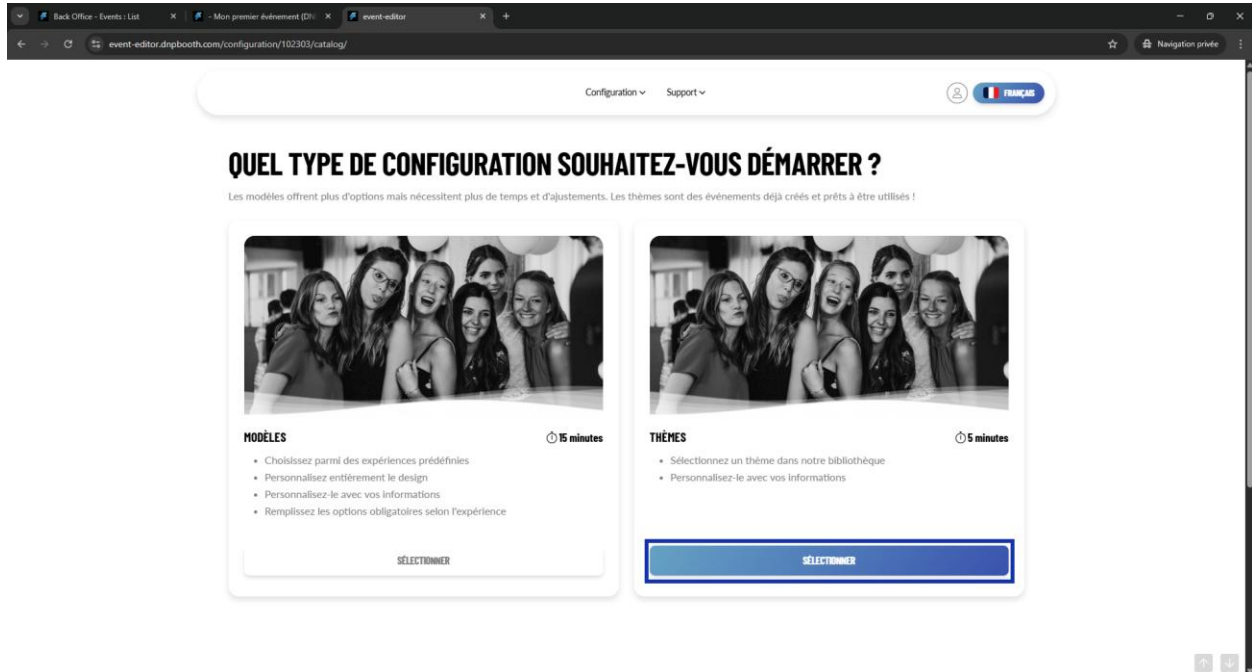 Back Office - Events : List
- Mon premier événement (DN
event-editor
event-editor.dnpbooth.com/configuration/102303/catalog/
Navigation privée
Configuration
Support
FRANÇAIS
QUEL TYPE DE CONFIGURATION SOUHAITEZ-VOUS DÉMARRER ?
Les modèles offrent plus d'options mais nécessitent plus de temps et d'ajustements. Les thèmes sont des événements déjà créés et prêts à être utilisés !
MODÈLES
15 minutes
Choisissez parmi des expériences prédéfinies
Personnalisez entièrement le design
Personnalisez-le avec vos informations
Remplissez les options obligatoires selon l'expérience
SÉLECTIONNER
THÈMES
5 minutes
Sélectionnez un thème dans notre bibliothèque
Personnalisez-le avec vos informations
SÉLECTIONNER